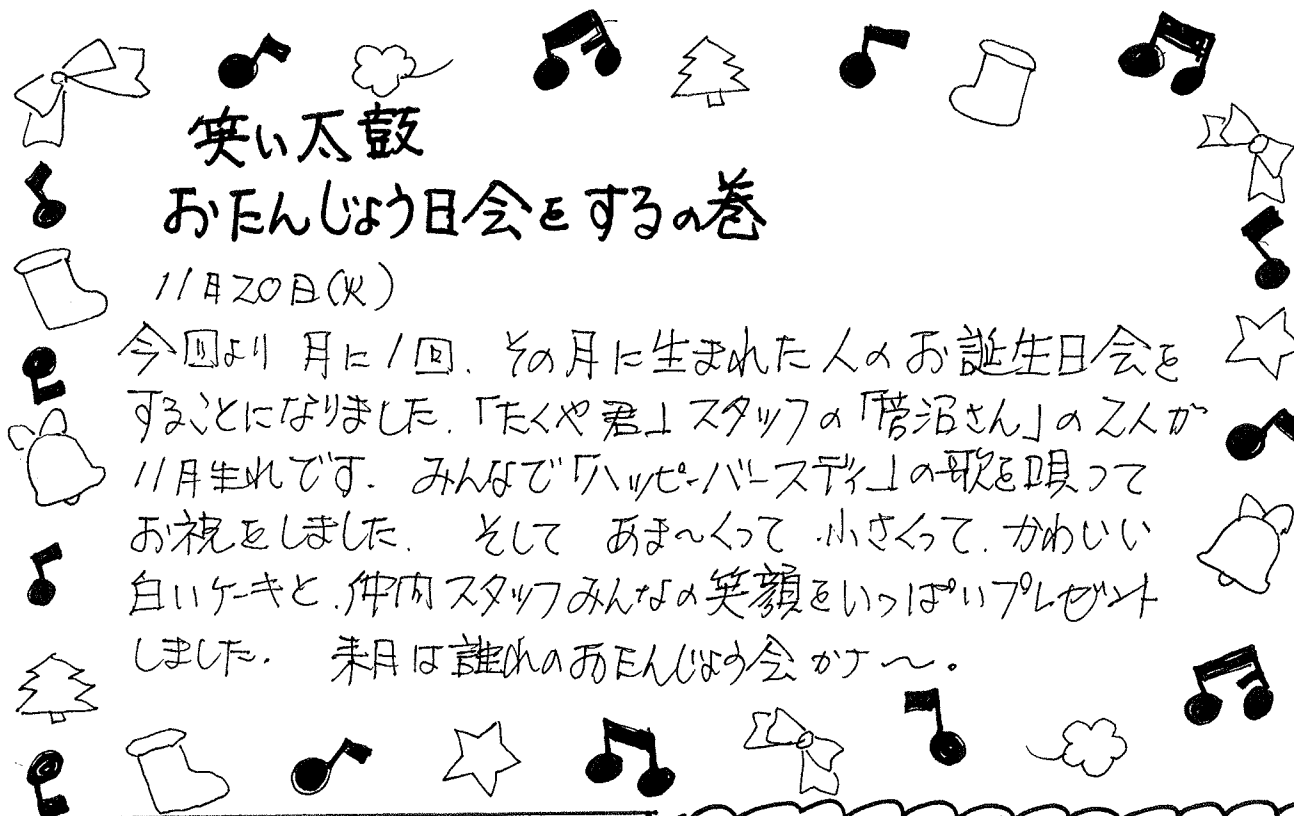 笑い太鼓
おたんじょう日会をするの巻
11月20日(火)
今回より 月に1回、その月に生まれた人のお誕生日会を
することになりました.「たくや君」スタッフの「菅沼さん」の2人が
11月生れです. みんなで「ハッピーバースディ」の歌を唄って
お祝をしました. そして あま〜くって 小さくって、かわいい
白いケーキと、仲内スタッフみんなの笑顔をいっぱいプレゼント
しました. 来月は誰れのおたんじょう会かナ〜。